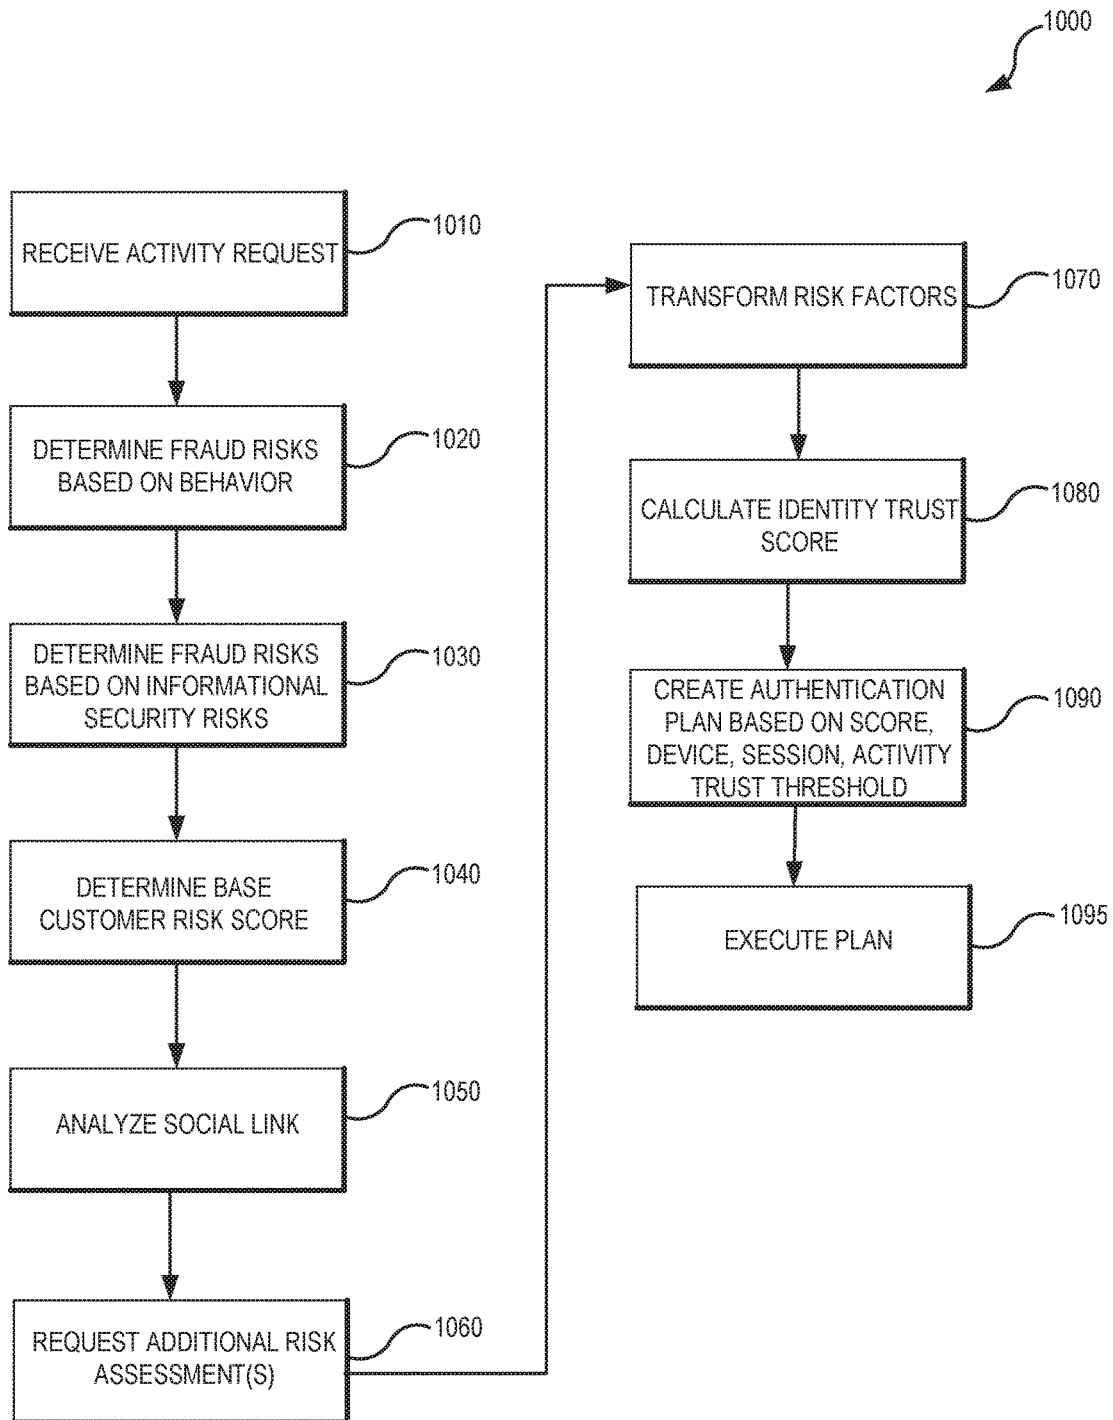 1000
RECEIVE ACTIVITY REQUEST
1010
DETERMINE FRAUD RISKS
BASED ON BEHAVIOR
1020
DETERMINE FRAUD RISKS
BASED ON INFORMATIONAL
SECURITY RISKS
1030
DETERMINE BASE
CUSTOMER RISK SCORE
1040
ANALYZE SOCIAL LINK
1050
REQUEST ADDITIONAL RISK
ASSESSMENT(S)
1060
TRANSFORM RISK FACTORS
1070
CALCULATE IDENTITY TRUST
SCORE
1080
CREATE AUTHENTICATION
PLAN BASED ON SCORE,
DEVICE, SESSION, ACTIVITY
TRUST THRESHOLD
1090
EXECUTE PLAN
1095